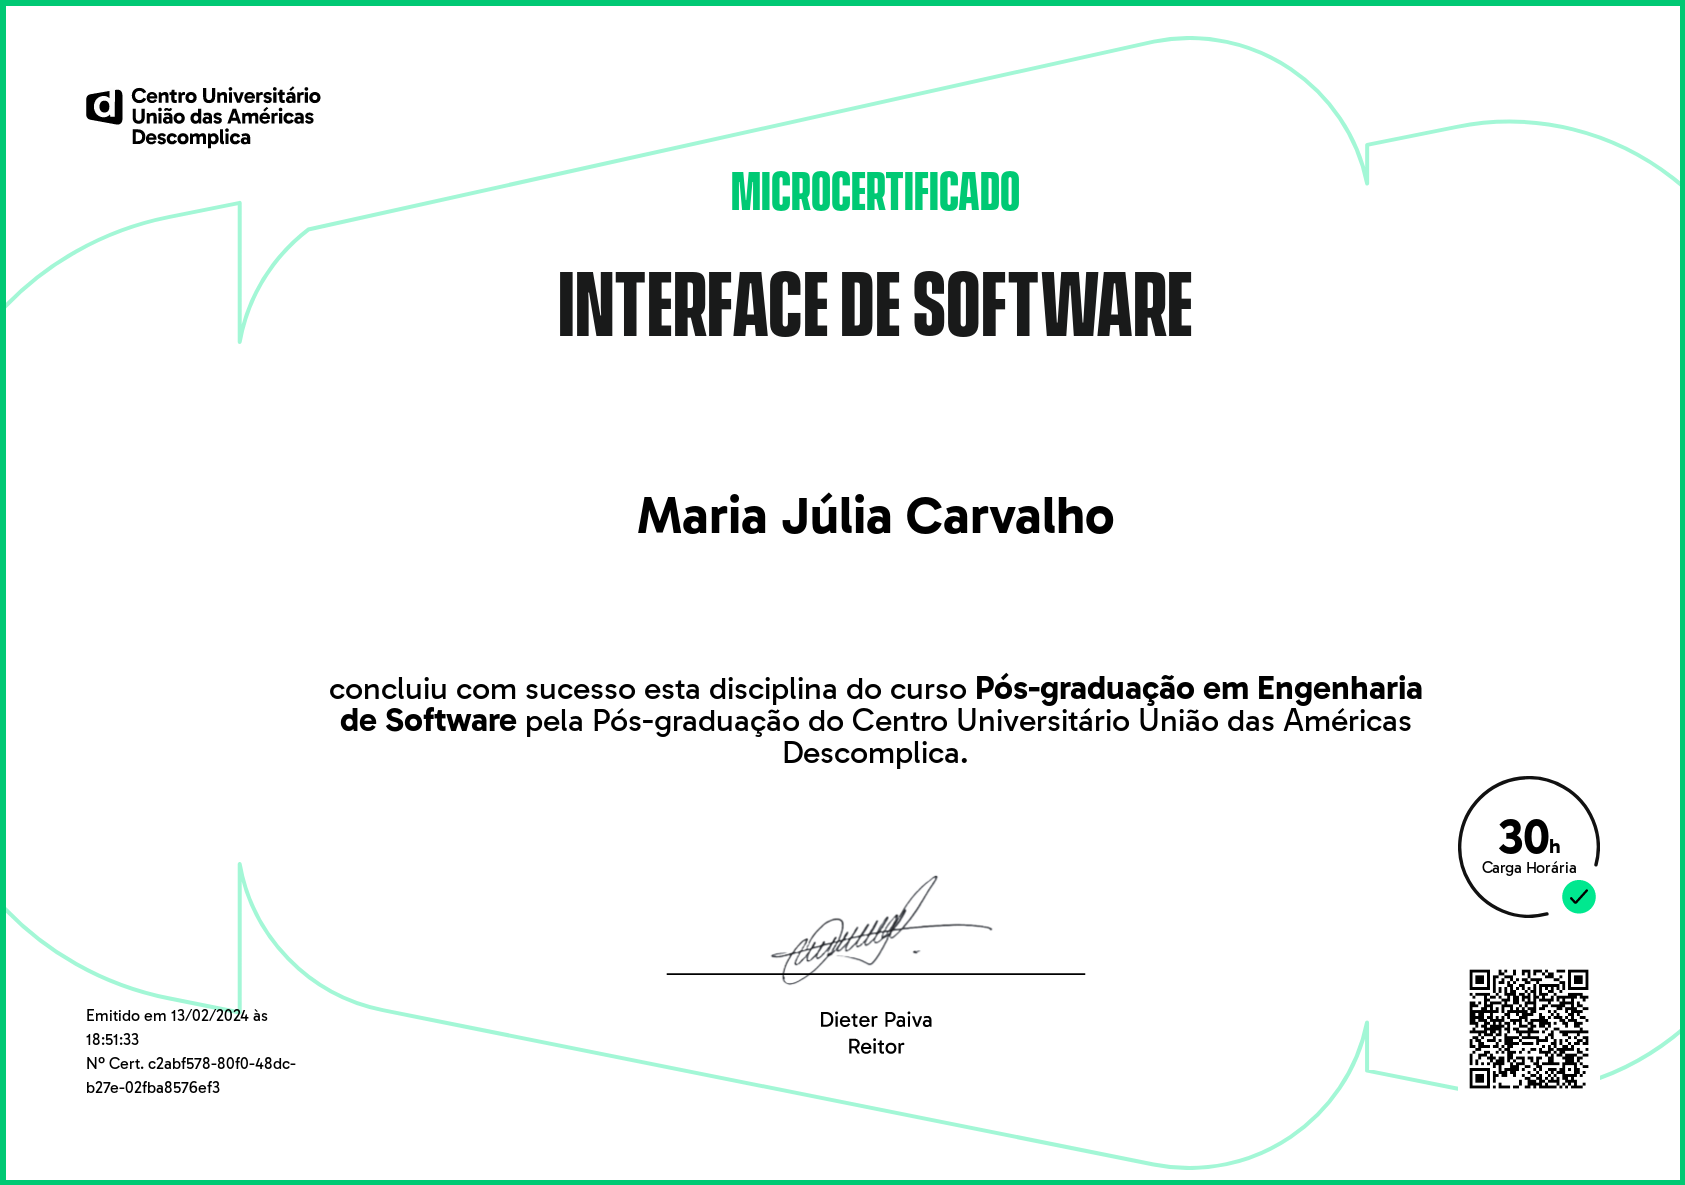 Centro Universitário
União das Américas
Descomplica
MICROCERTIFICADO
INTERFACE DE SOFTWARE
Maria Júlia Carvalho
concluiu com sucesso esta disciplina do curso Pós-graduação em Engenharia
de Software pela Pós-graduação do Centro Universitário União das Américas
Descomplica.
30h
Carga Horária
Dieter Paiva
Reitor
Emitido em 13/02/2024 às
18:51:33
Nº Cert. c2abf578-80f0-48dc-
b27e-02fba8576ef3